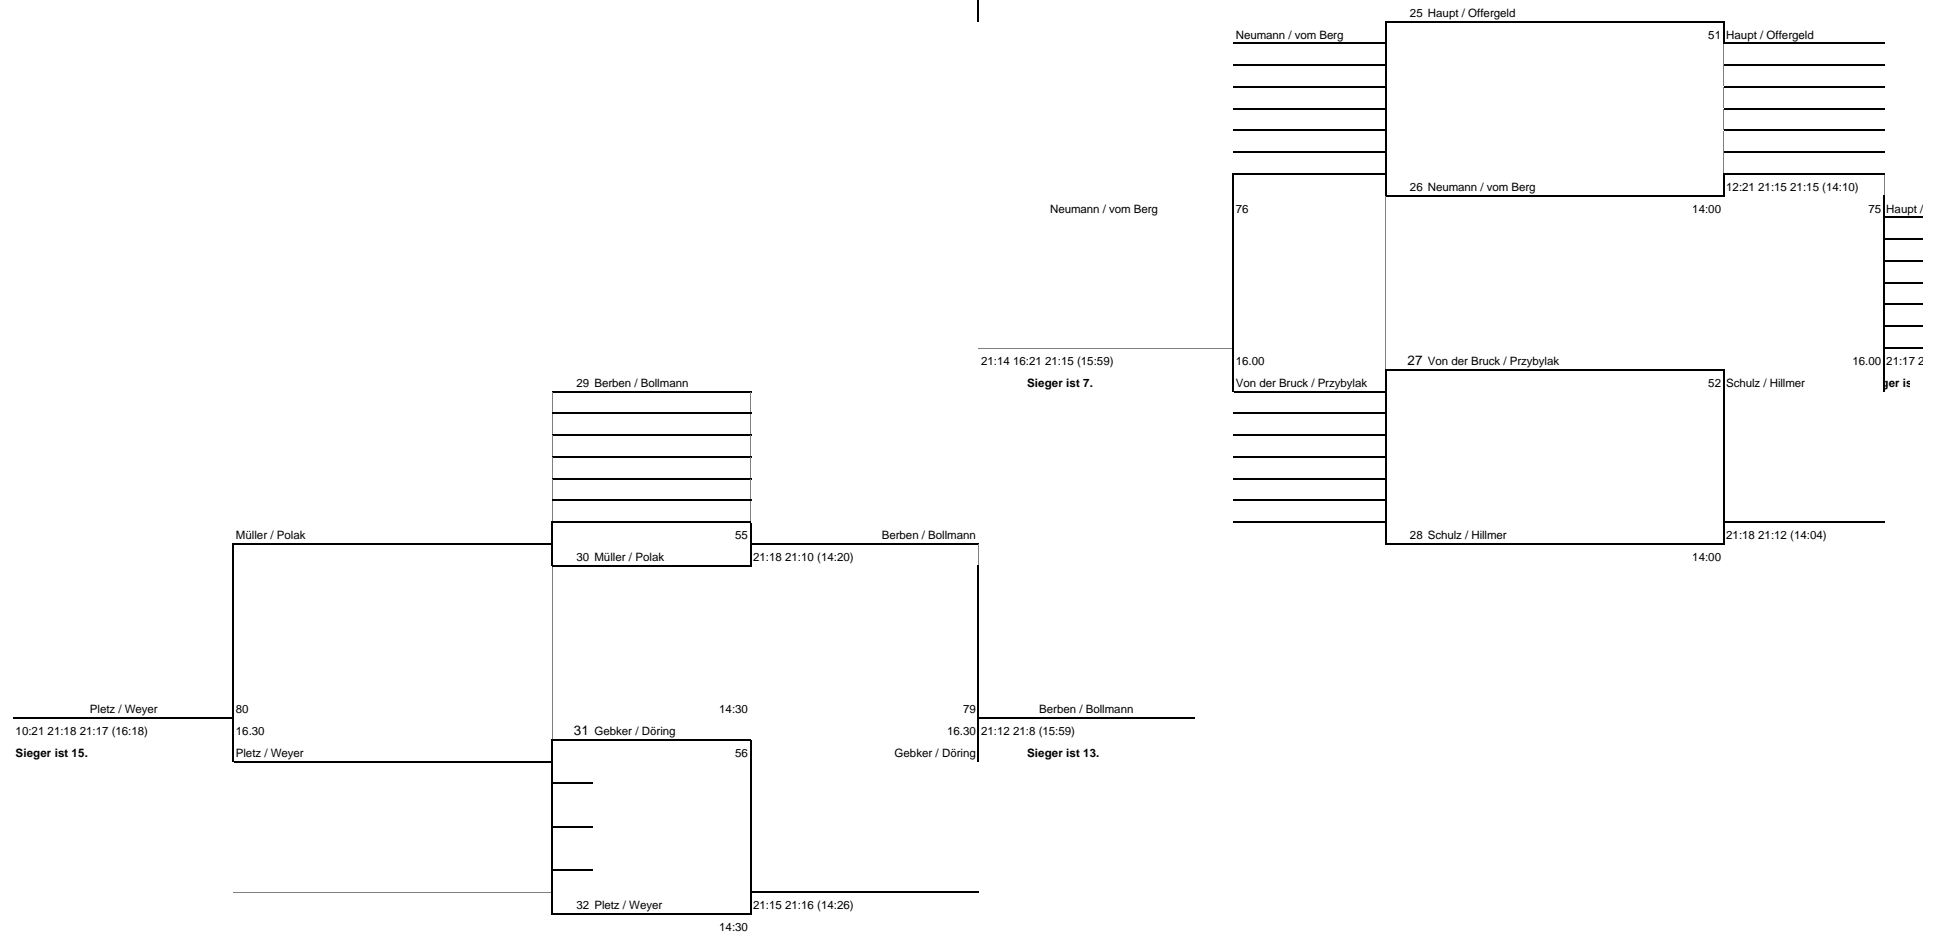 25 Haupt / Offergeld
Neumann / vom Berg
51 Haupt / Offergeld
26 Neumann / vom Berg
12:21 21:15 21:15 (14:10)
Neumann / vom Berg
76
14:00
75 Haupt /
21:14 16:21 21:15 (15:59)
16.00
27 Von der Bruck / Przybylak
16.00 21:17 2
Sieger ist 7.
Von der Bruck / Przybylak
52 Schulz / Hillmer
ger is
29 Berben / Bollmann
Müller / Polak
55
Berben / Bollmann
28 Schulz / Hillmer
21:18 21:12 (14:04)
30 Müller / Polak
21:18 21:10 (14:20)
14:00
Pletz / Weyer
80
14:30
79
Berben / Bollmann
10:21 21:18 21:17 (16:18)
16.30
31 Gebker / Döring
16.30 21:12 21:8 (15:59)
Sieger ist 15.
Pletz / Weyer
56
Gebker / Döring
Sieger ist 13.
32 Pletz / Weyer
21:15 21:16 (14:26)
14:30